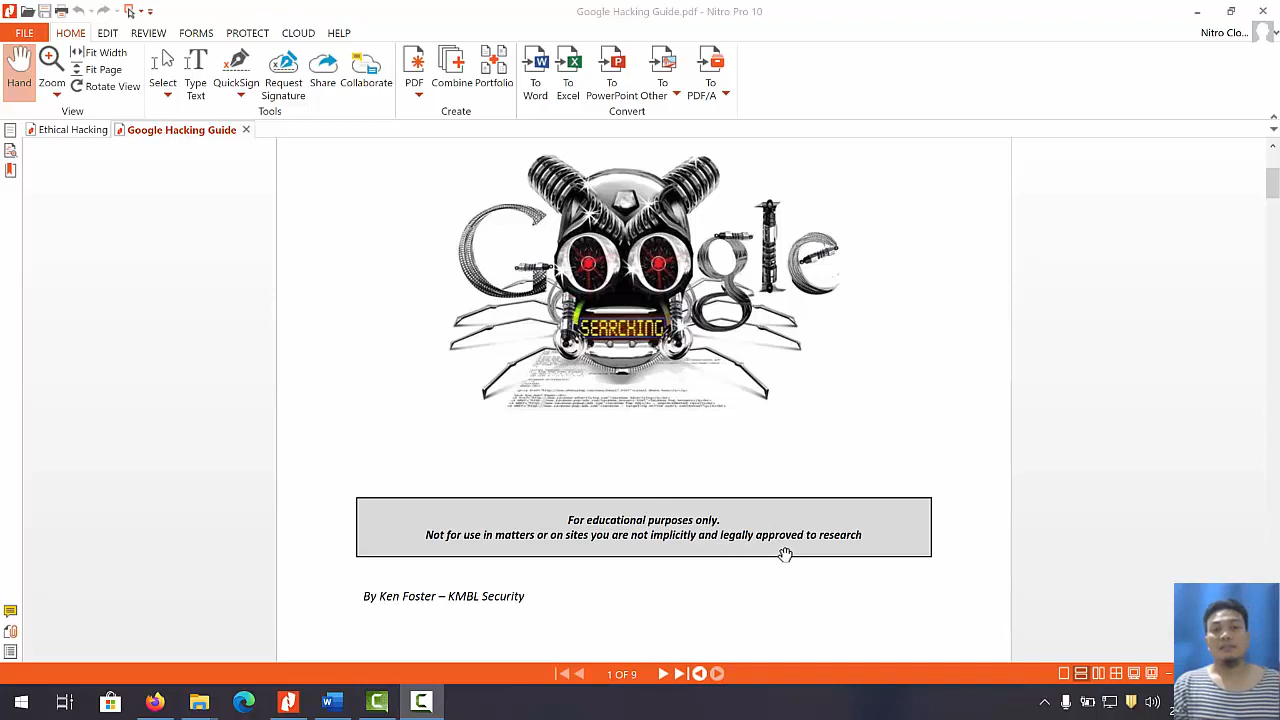 Google Hacking Guide.pdf - Nitro Pro 10
FILE
HOME
EDIT
REVIEW
FORMS
PROTECT
CLOUD
HELP
Nitro Clo...
Hand
Zoom
Fit Width
Fit Page
Rotate View
View
Select
Type
Text
QuickSign
Request
Signature
Share
Collaborate
Tools
PDF
Combine
Portfolio
Create
To
Word
To
Excel
To
PowerPoint
To
Other
To
PDF/A
Convert
Ethical Hacking
Google Hacking Guide
G gle
SEARCHING
For educational purposes only.
Not for use in matters or on sites you are not implicitly and legally approved to research
By Ken Foster – KMBL Security
1 OF 9